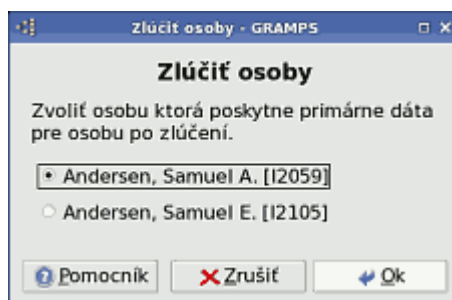 Zlúčiť osoby - GRAMPS
Zlúčiť osoby
Zvoliť osobu ktorá poskytne primárne dáta
pre osobu po zlúčení.
Andersen, Samuel A. [I2059]
Andersen, Samuel E. [I2105]
Pomocník Zrušiť Ok